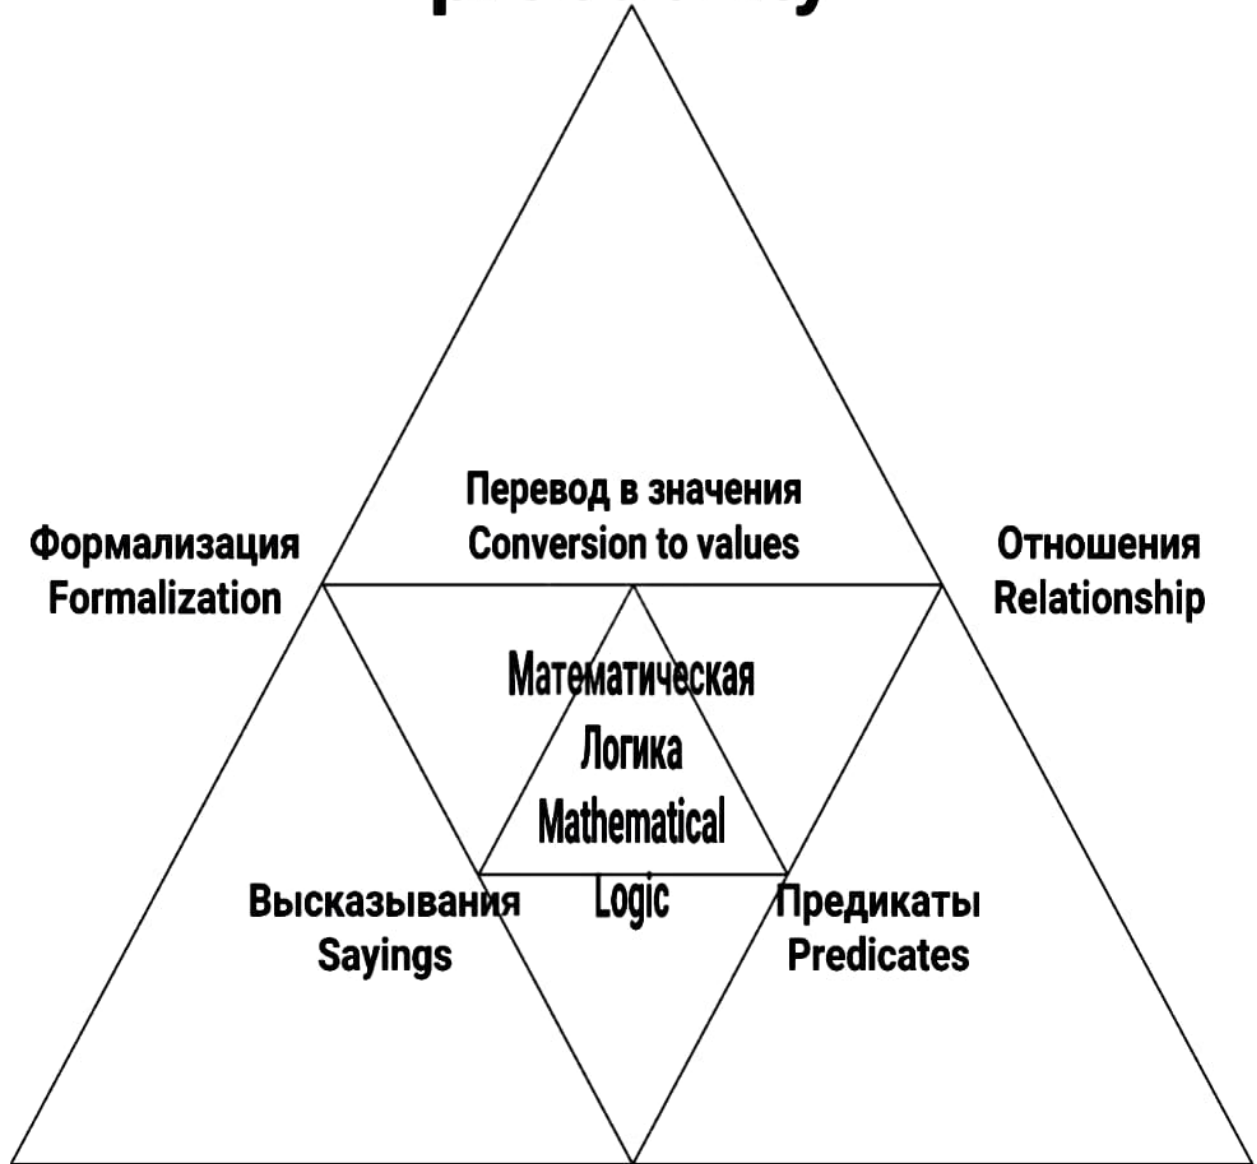 Перевод в значения
Conversion to values
Формализация
Formalization
Отношения
Relationship
Математическая
Логика
Mathematical
Logic
Высказывания
Sayings
Предикаты
Predicates